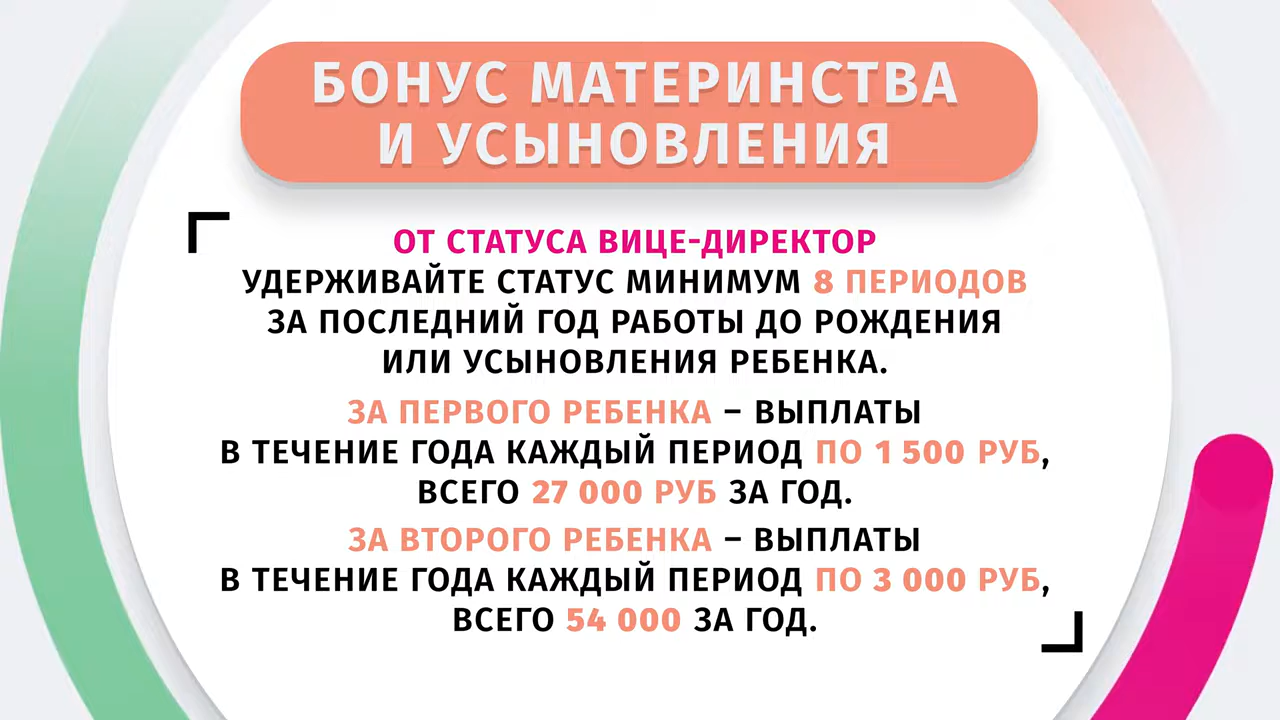 БОНУС МАТЕРИНСТВА
И УСЫНОВЛЕНИЯ
ОТ СТАТУСА ВИЦЕ-ДИРЕКТОР
УДЕРЖИВАЙТЕ СТАТУС МИНИМУМ 8 ПЕРИОДОВ
ЗА ПОСЛЕДНИЙ ГОД РАБОТЫ ДО РОЖДЕНИЯ
ИЛИ УСЫНОВЛЕНИЯ РЕБЕНКА.
ЗА ПЕРВОГО РЕБЕНКА – ВЫПЛАТЫ
В ТЕЧЕНИЕ ГОДА КАЖДЫЙ ПЕРИОД ПО 1 500 РУБ,
ВСЕГО 27 000 РУБ ЗА ГОД.
ЗА ВТОРОГО РЕБЕНКА – ВЫПЛАТЫ
В ТЕЧЕНИЕ ГОДА КАЖДЫЙ ПЕРИОД ПО 3 000 РУБ,
ВСЕГО 54 000 ЗА ГОД.